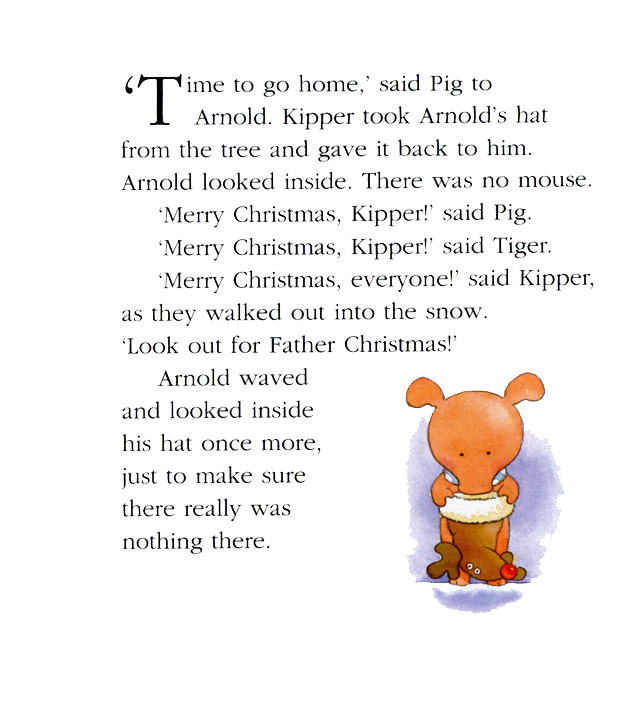 ‘Time to go home,’ said Pig to
Arnold. Kipper took Arnold’s hat
from the tree and gave it back to him.
Arnold looked inside. There was no mouse.
‘Merry Christmas, Kipper!’ said Pig.
‘Merry Christmas, Kipper!’ said Tiger.
‘Merry Christmas, everyone!’ said Kipper,
as they walked out into the snow.
‘Look out for Father Christmas!’
Arnold waved
and looked inside
his hat once more,
just to make sure
there really was
nothing there.